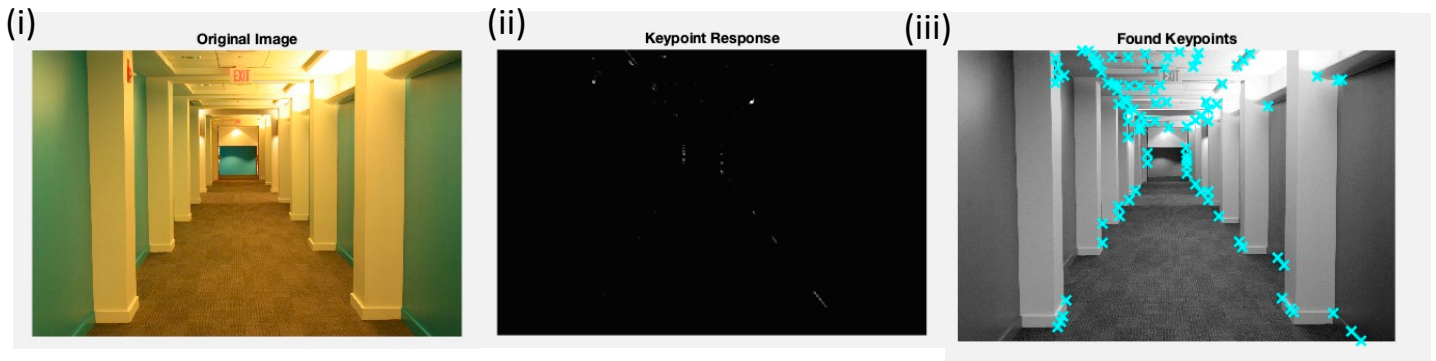 (i)
Original Image
EXIT
(ii)
Keypoint Response
(iii)
Found Keypoints
EXIT